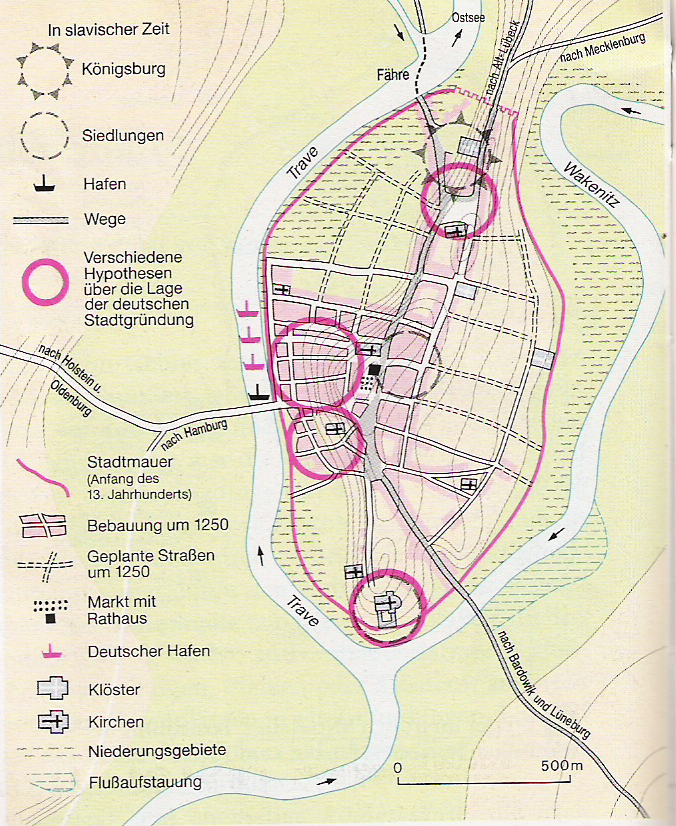 In slavischer Zeit
Königsburg
Siedlungen
Hafen
Wege
Verschiedene
Hypothesen
über die Lage
der deutschen
Stadtgründung
Stadtmauer
(Anfang des
13. Jahrhunderts)
Bebauung um 1250
Geplante Straßen
um 1250
Markt mit
Rathaus
Deutscher Hafen
Klöster
Kirchen
Niederungsgebiete
Flußaufstauung
Ostsee
nach Alt Lübeck
nach Mecklenburg
Fähre
Trave
Wakenitz
nach Holstein u.
Oldenburg
nach Hamburg
Trave
nach Bardowik und Lüneburg
0 500m